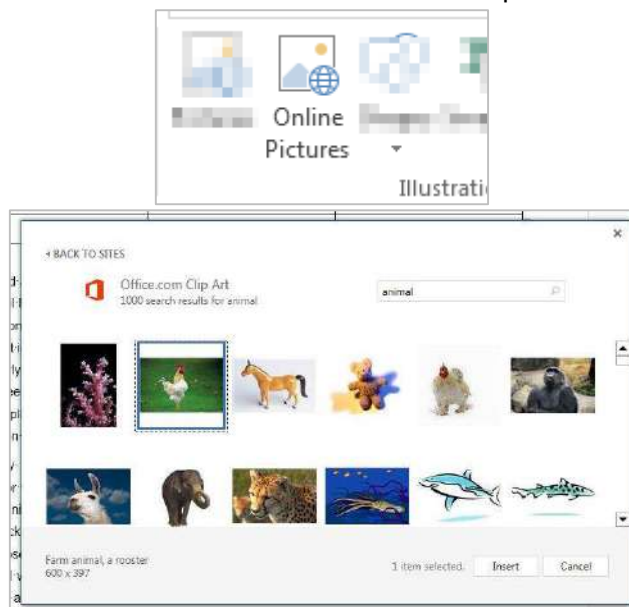 Online
Pictures
Illustrati
BACK TO SITES
Office.com Clip Art
1000 search results for animal
animal
Farm animal, a rooster
600 x 397
1 item selected.
Insert
Cancel